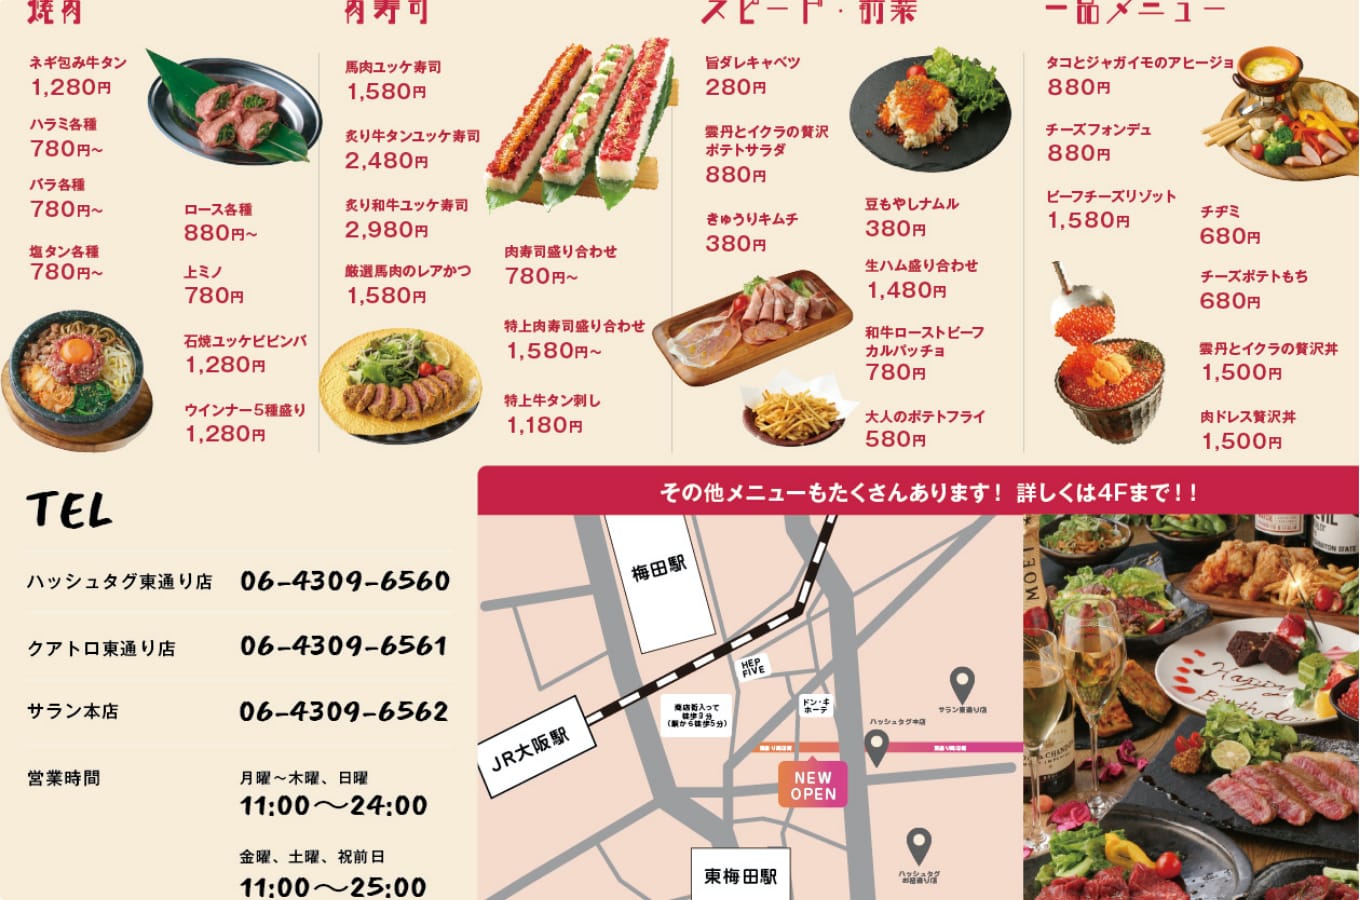 焼肉
ネギ包み牛タン
1,280円
ハラミ各種
780円〜
バラ各種
780円〜
塩タン各種
780円〜
ロース各種
880円〜
上ミノ
780円
石焼ユッケビビンバ
1,280円
ウインナー5種盛り
1,280円
肉寿司
馬肉ユッケ寿司
1,580円
炙り牛タンユッケ寿司
2,480円
炙り和牛ユッケ寿司
2,980円
厳選馬肉のレアかつ
1,580円
肉寿司盛り合わせ
780円〜
特上肉寿司盛り合わせ
1,580円〜
特上牛タン刺し
1,180円
スピード・前菜
旨ダレキャベツ
280円
雲丹とイクラの贅沢
ポテトサラダ
880円
きゅうりキムチ
380円
豆もやしナムル
380円
生ハム盛り合わせ
1,480円
和牛ローストビーフ
カルパッチョ
780円
大人のポテトフライ
580円
一品メニュー
タコとジャガイモのアヒージョ
880円
チーズフォンデュ
880円
ビーフチーズリゾット
1,580円
チヂミ
680円
チーズポテトもち
680円
雲丹とイクラの贅沢丼
1,500円
肉ドレス贅沢丼
1,500円
TEL
ハッシュタグ東通り店 06-4309-6560
クアトロ東通り店 06-4309-6561
サラン本店 06-4309-6562
営業時間
月曜〜木曜、日曜
11:00〜24:00
金曜、土曜、祝前日
11:00〜25:00
その他メニューもたくさんあります！ 詳しくは4Fまで！！
梅田駅
HEP
FIVE
商店街入って
徒歩3分
（駅から徒歩5分）
ドン・キ
ホーテ
JR大阪駅
サラン東通り店
ハッシュタグ本店
NEW
OPEN
ハッシュタグ
東梅田駅
MOET
Happy
Birthday